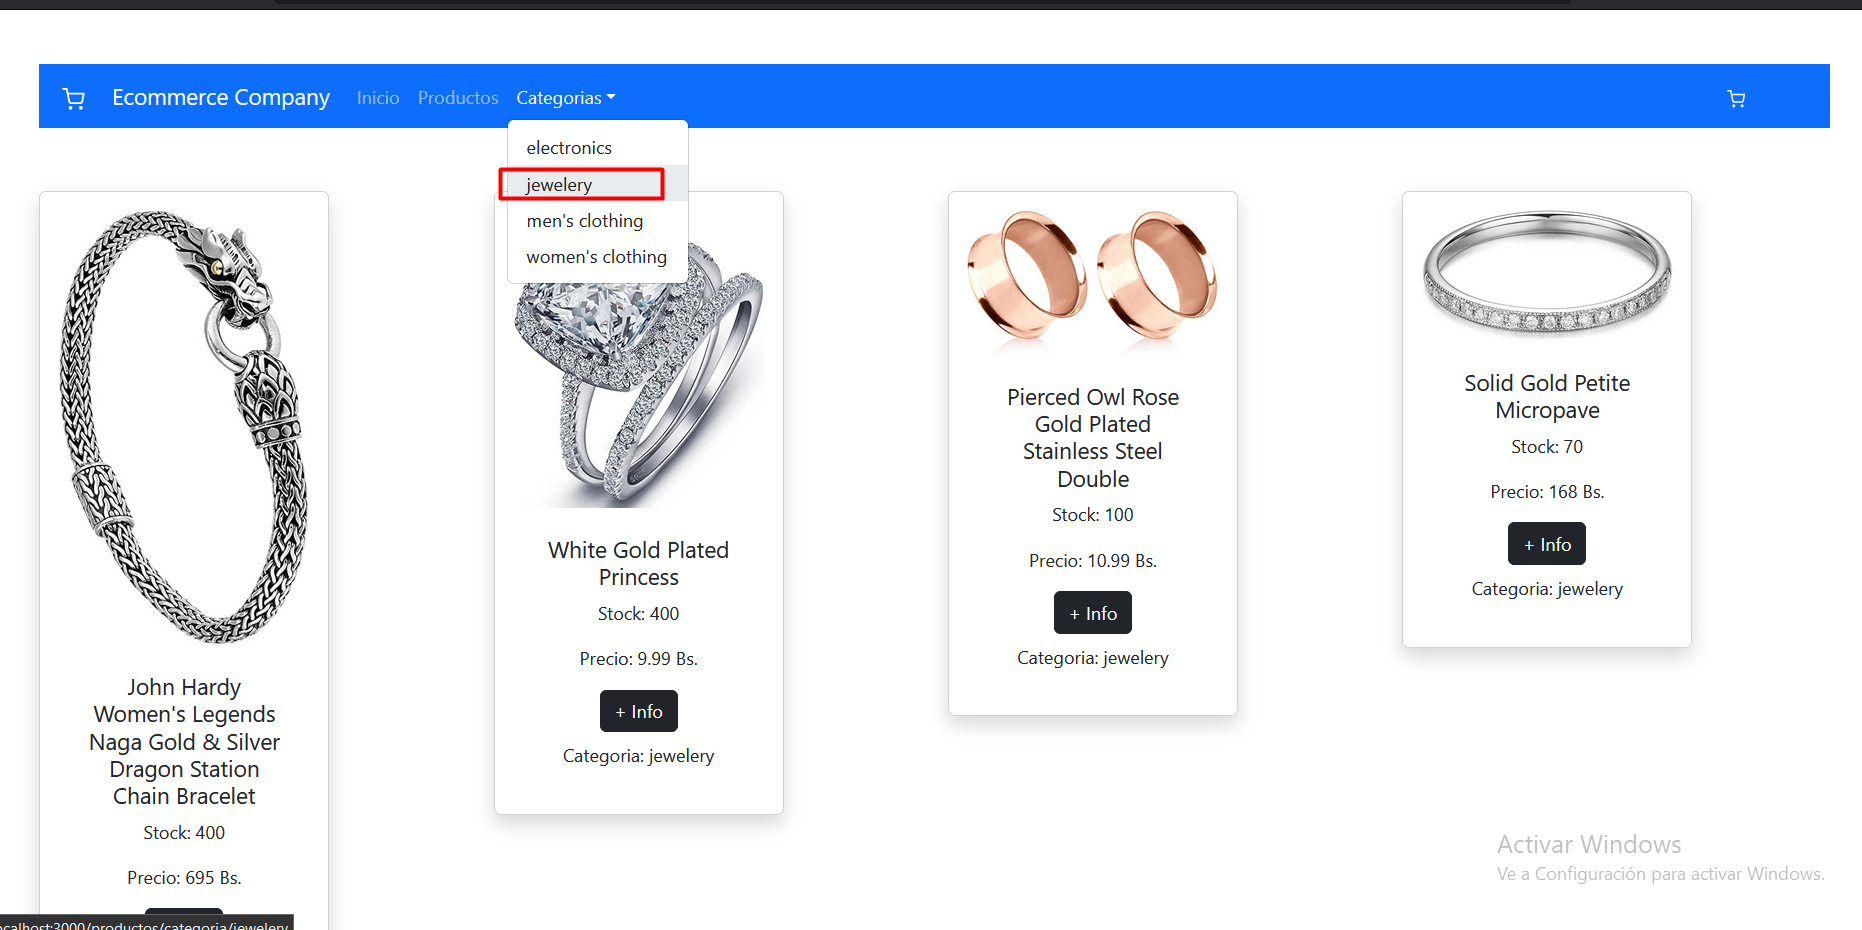 Ecommerce Company
Inicio
Productos
Categorias
electronics
jewelery
men's clothing
women's clothing
John Hardy
Women's Legends
Naga Gold & Silver
Dragon Station
Chain Bracelet
Stock: 400
Precio: 695 Bs.
White Gold Plated
Princess
Stock: 400
Precio: 9.99 Bs.
+ Info
Categoria: jewelery
Pierced Owl Rose
Gold Plated
Stainless Steel
Double
Stock: 100
Precio: 10.99 Bs.
+ Info
Categoria: jewelery
Solid Gold Petite
Micropave
Stock: 70
Precio: 168 Bs.
+ Info
Categoria: jewelery
Activar Windows
Ve a Configuración para activar Windows.
ocalhost:3000/productos/categoria/jewelery